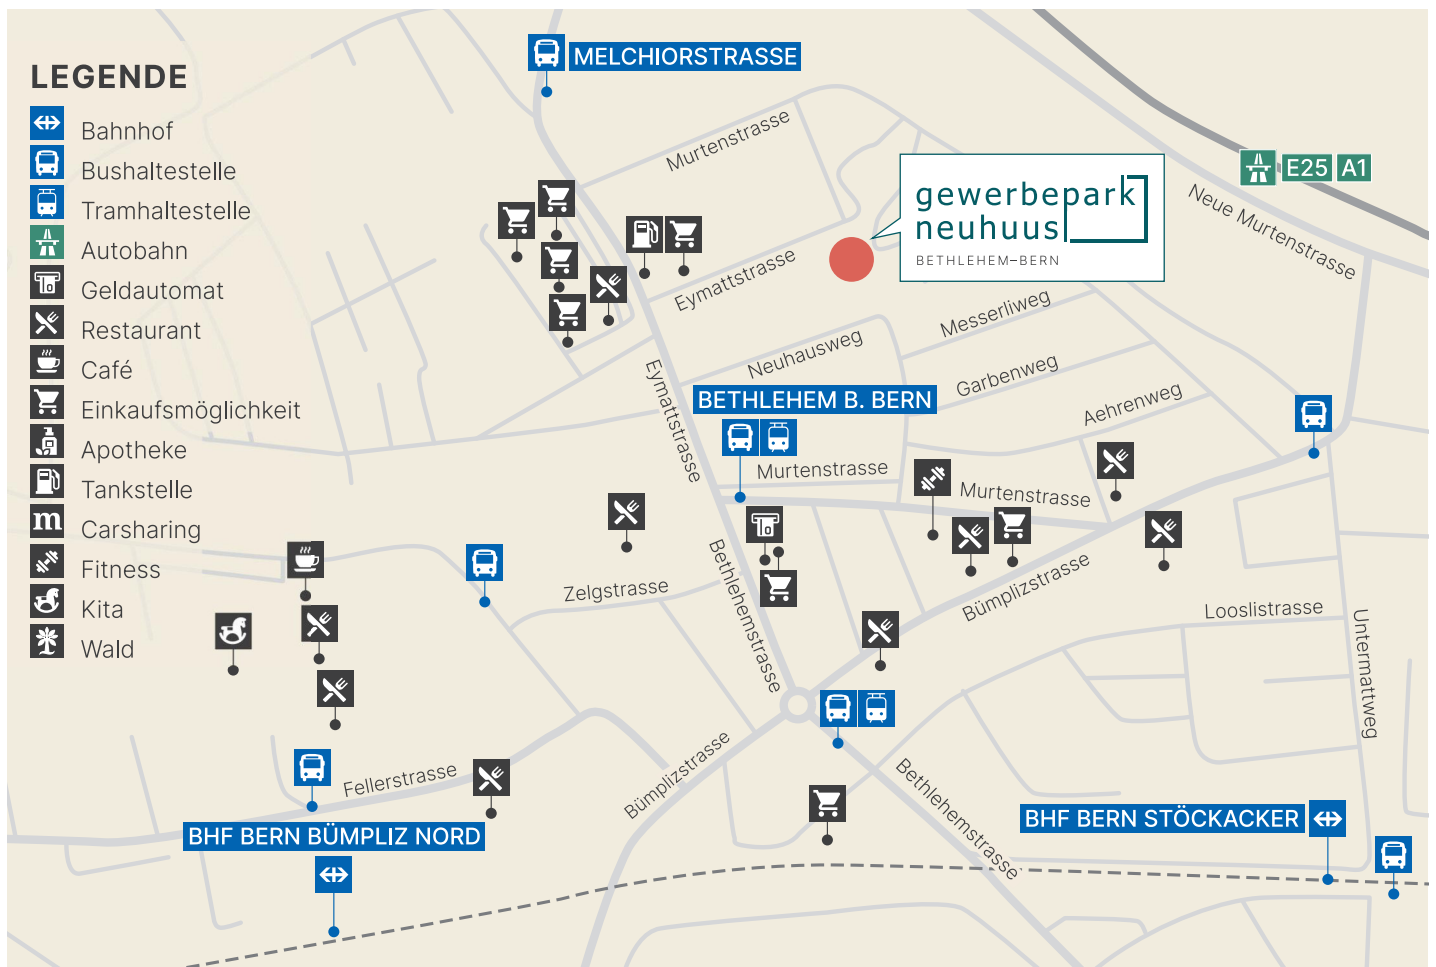 LEGENDE
Bahnhof
Bushaltestelle
Tramhaltestelle
Autobahn
Geldautomat
Restaurant
Café
Einkaufsmöglichkeit
Apotheke
Tankstelle
m Carsharing
Fitness
Kita
Wald
MELCHIORSTRASSE
Murtenstrasse
E25 A1
gewerbepark
neuhuus
BETHLEHEM–BERN
Neue Murtenstrasse
Eymattstrasse
Messerliweg
Neuhausweg
Garbenweg
Eymattstrasse
BETHLEHEM B. BERN
Aehrenweg
Murtenstrasse
Murtenstrasse
Bethlehemstrasse
Zelgstrasse
Bümplizstrasse
Looslistrasse
Untermattweg
Fellerstrasse
Bümplizstrasse
Bethlehemstrasse
BHF BERN STÖCKACKER
BHF BERN BÜMPLIZ NORD